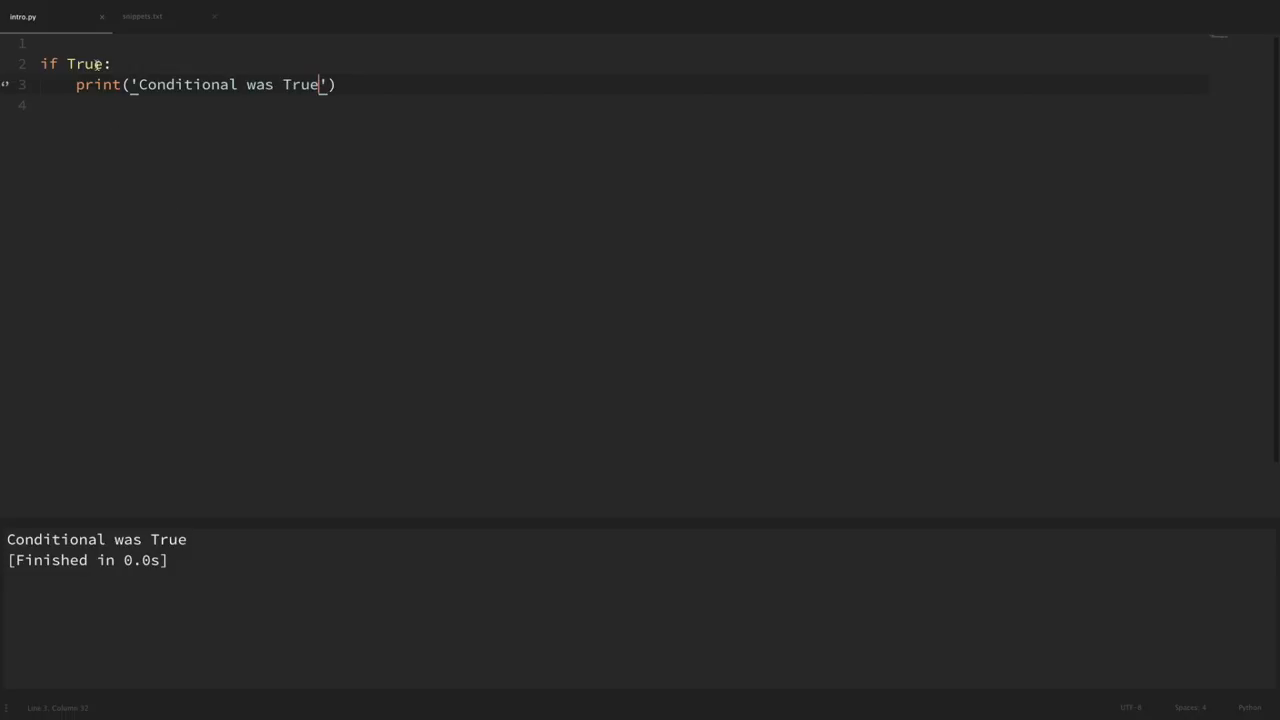 intro.py × snippets.txt ×
1
2 if True:
3 print('Conditional was True')
4
Conditional was True
[Finished in 0.0s]
Line 3, Column 32 UTF-8 Spaces: 4 Python